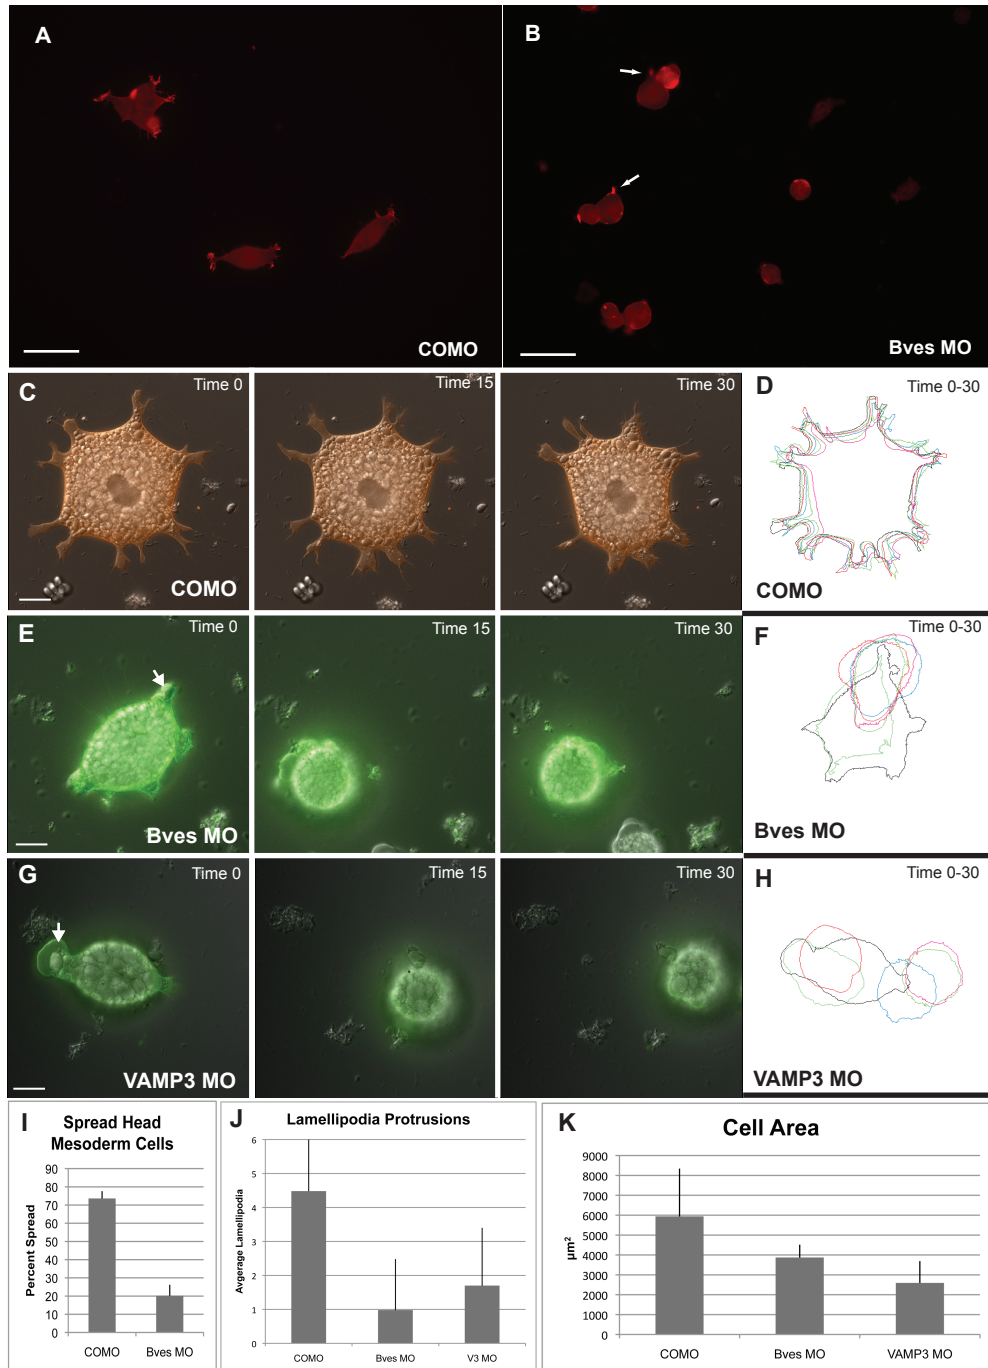 A
COMO
B
Bves MO
C
Time 0
COMO
Time 15
Time 30
D
Time 0-30
COMO
E
Time 0
Bves MO
Time 15
Time 30
F
Time 0-30
Bves MO
G
Time 0
VAMP3 MO
Time 15
Time 30
H
Time 0-30
VAMP3 MO
I
Spread Head
Mesoderm Cells
Percent Spread
90
80
70
60
50
40
30
20
10
0
COMO
Bves MO
J
Lamellipodia Protrusions
Avgerage Lamellipodia
6
5
4
3
2
1
0
COMO
Bves MO
V3 MO
K
Cell Area
µm²
9000
8000
7000
6000
5000
4000
3000
2000
1000
0
COMO
Bves MO
VAMP3 MO